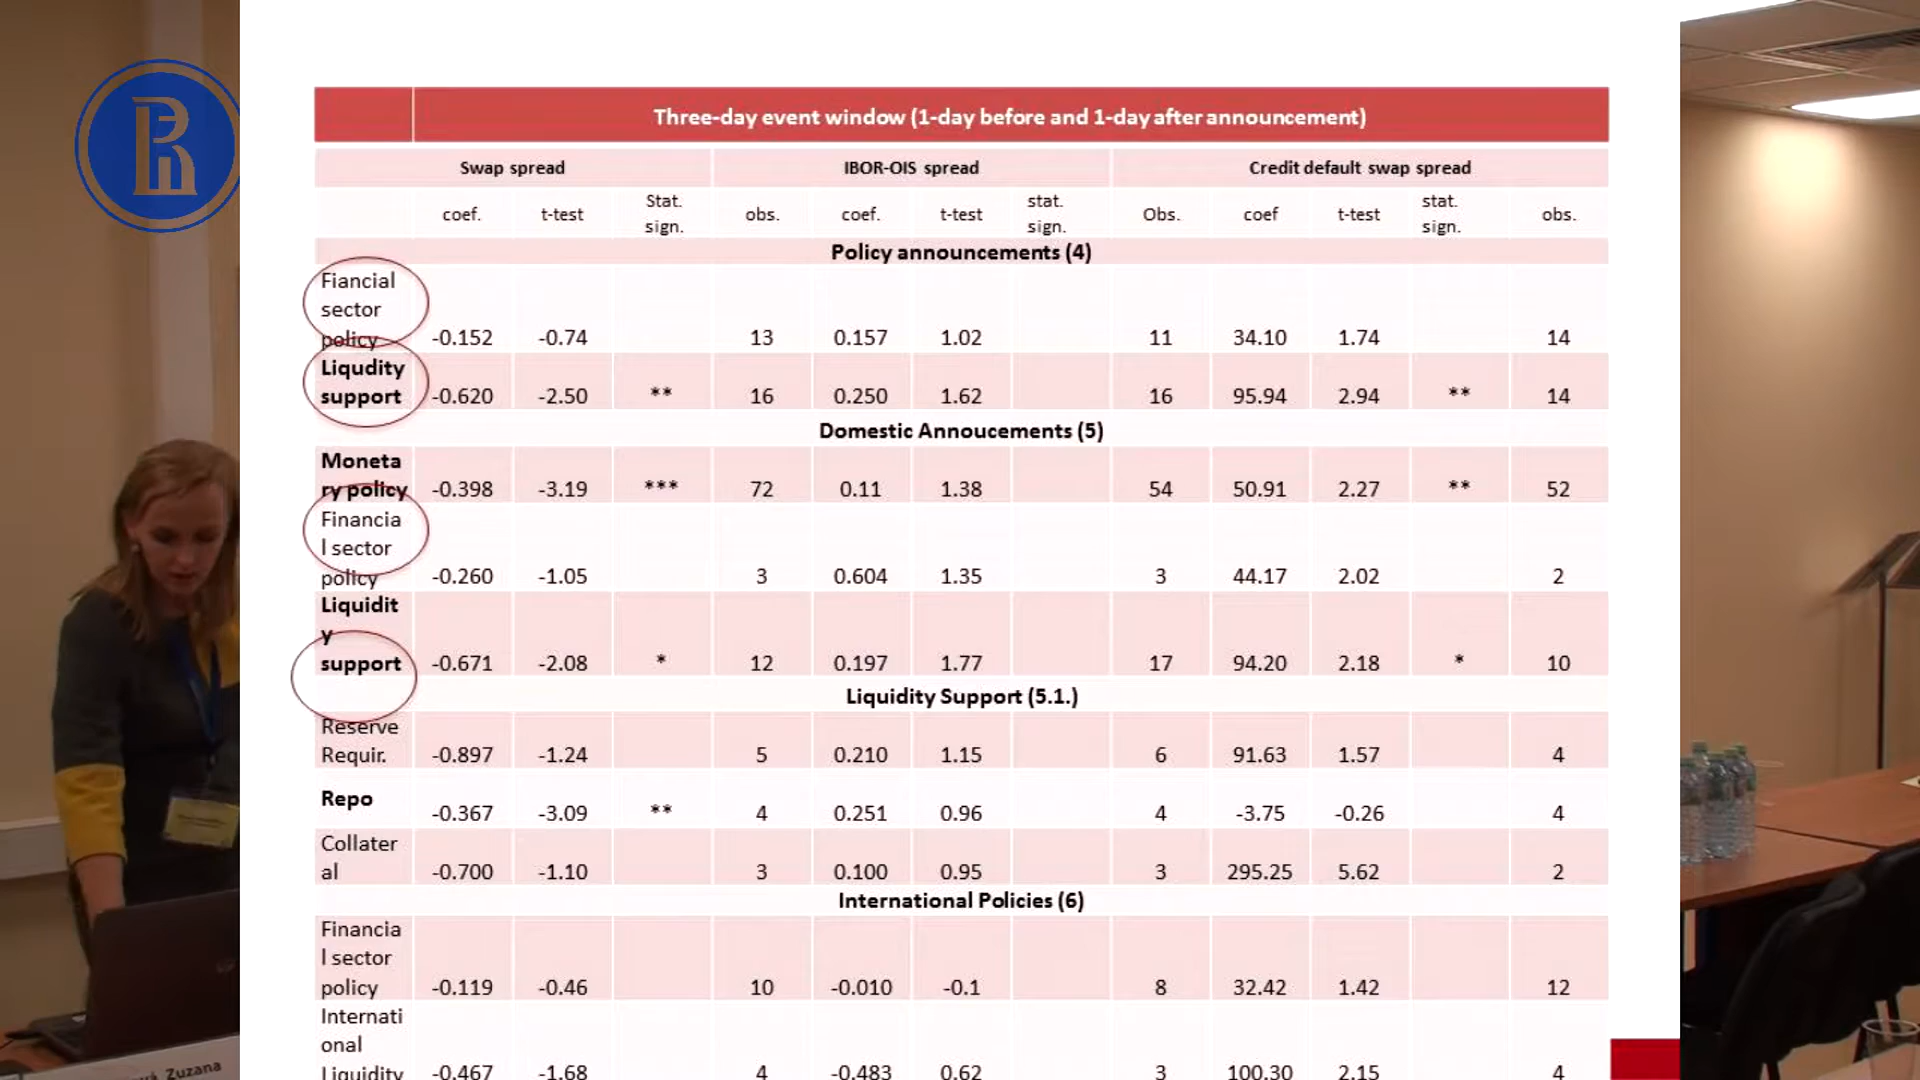 Three-day event window (1-day before and 1-day after announcement)
Swap spread IBOR-OIS spread Credit default swap spread
coef. t-test Stat. sign. obs. coef. t-test stat. sign. Obs. coef t-test stat. sign. obs.
Policy announcements (4)
Fiancial
sector
policy -0.152 -0.74 13 0.157 1.02 11 34.10 1.74 14
Liqudity
support -0.620 -2.50 ** 16 0.250 1.62 16 95.94 2.94 ** 14
Domestic Annoucements (5)
Moneta
ry policy -0.398 -3.19 *** 72 0.11 1.38 54 50.91 2.27 ** 52
Financia
l sector
policy -0.260 -1.05 3 0.604 1.35 3 44.17 2.02 2
Liquidit
y
support -0.671 -2.08 * 12 0.197 1.77 17 94.20 2.18 * 10
Liquidity Support (5.1.)
Reserve
Requir. -0.897 -1.24 5 0.210 1.15 6 91.63 1.57 4
Repo -0.367 -3.09 ** 4 0.251 0.96 4 -3.75 -0.26 4
Collater
al -0.700 -1.10 3 0.100 0.95 3 295.25 5.62 2
International Policies (6)
Financia
l sector
policy -0.119 -0.46 10 -0.010 -0.1 8 32.42 1.42 12
Internati
onal
Liquidity -0.467 -1.68 4 -0.483 0.62 3 100.30 2.15 4
Zuzana